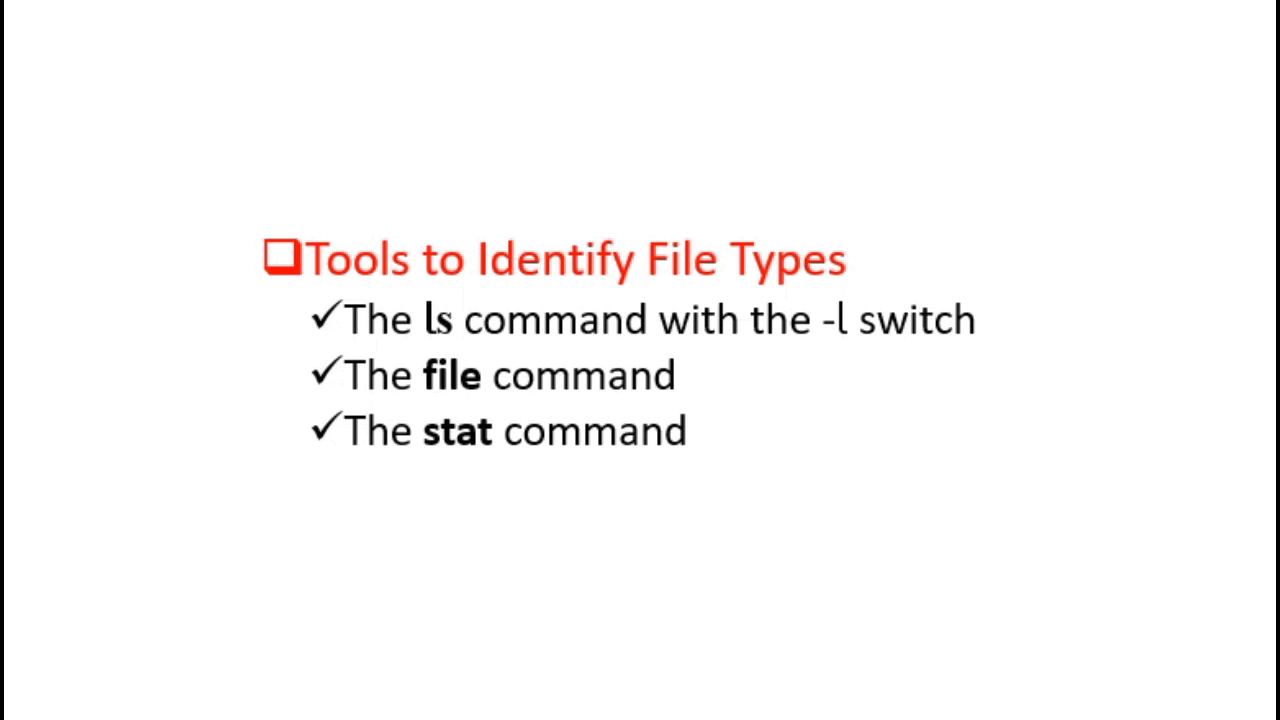 ❑Tools to Identify File Types
✓The ls command with the -l switch
✓The file command
✓The stat command